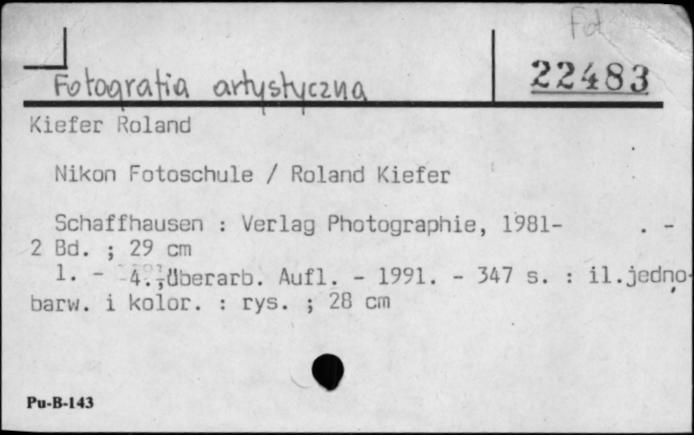 Fot
Fotografia artystyczna
22483
Kiefer Roland
Nikon Fotoschule / Roland Kiefer
Schaffhausen : Verlag Photographie, 1981- . -
2 Bd. ; 29 cm
1. - 4., überarb. Aufl. - 1991. - 347 s. : il.jedno-
barw. i kolor. : rys. ; 28 cm
Pu-B-143